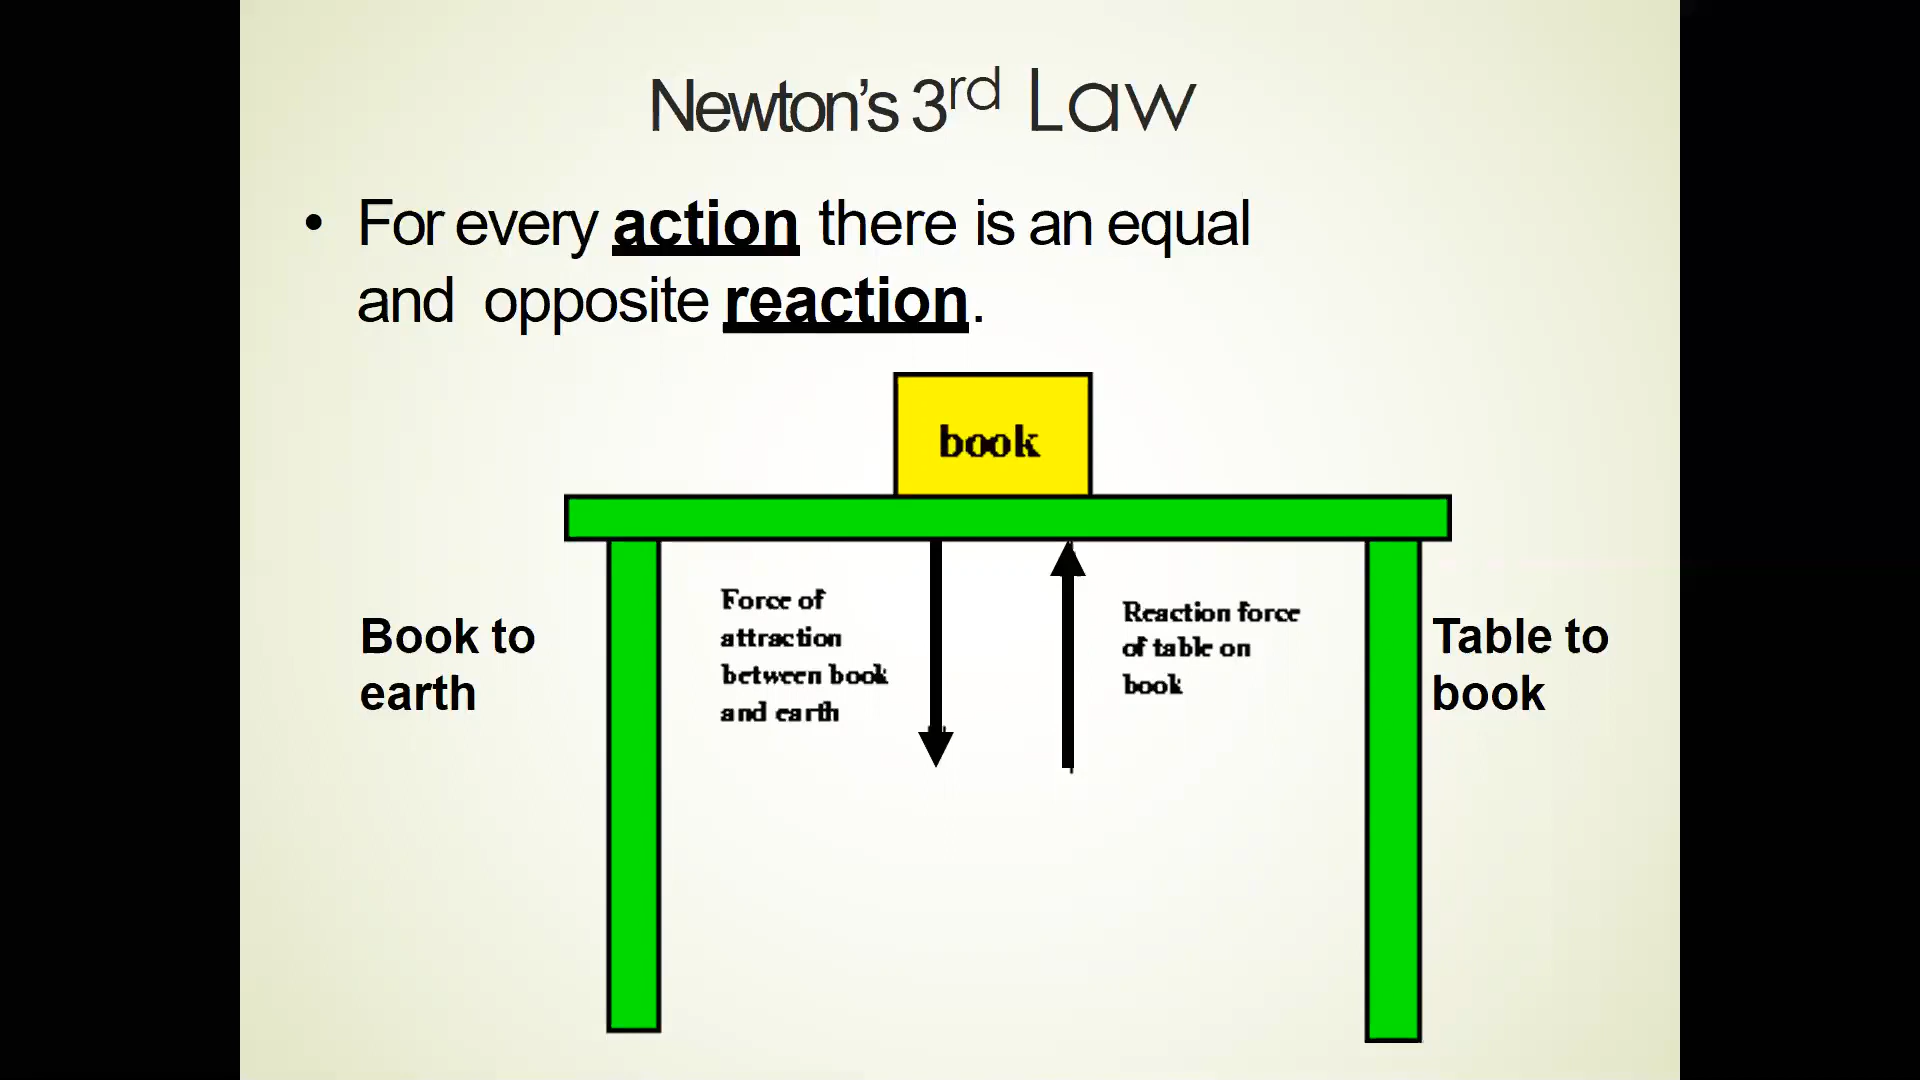 Newton’s 3rd Law
• For every action there is an equal
and opposite reaction.
book
Book to
earth
Force of
attraction
between book
and earth
Reaction force
of table on
book
Table to
book